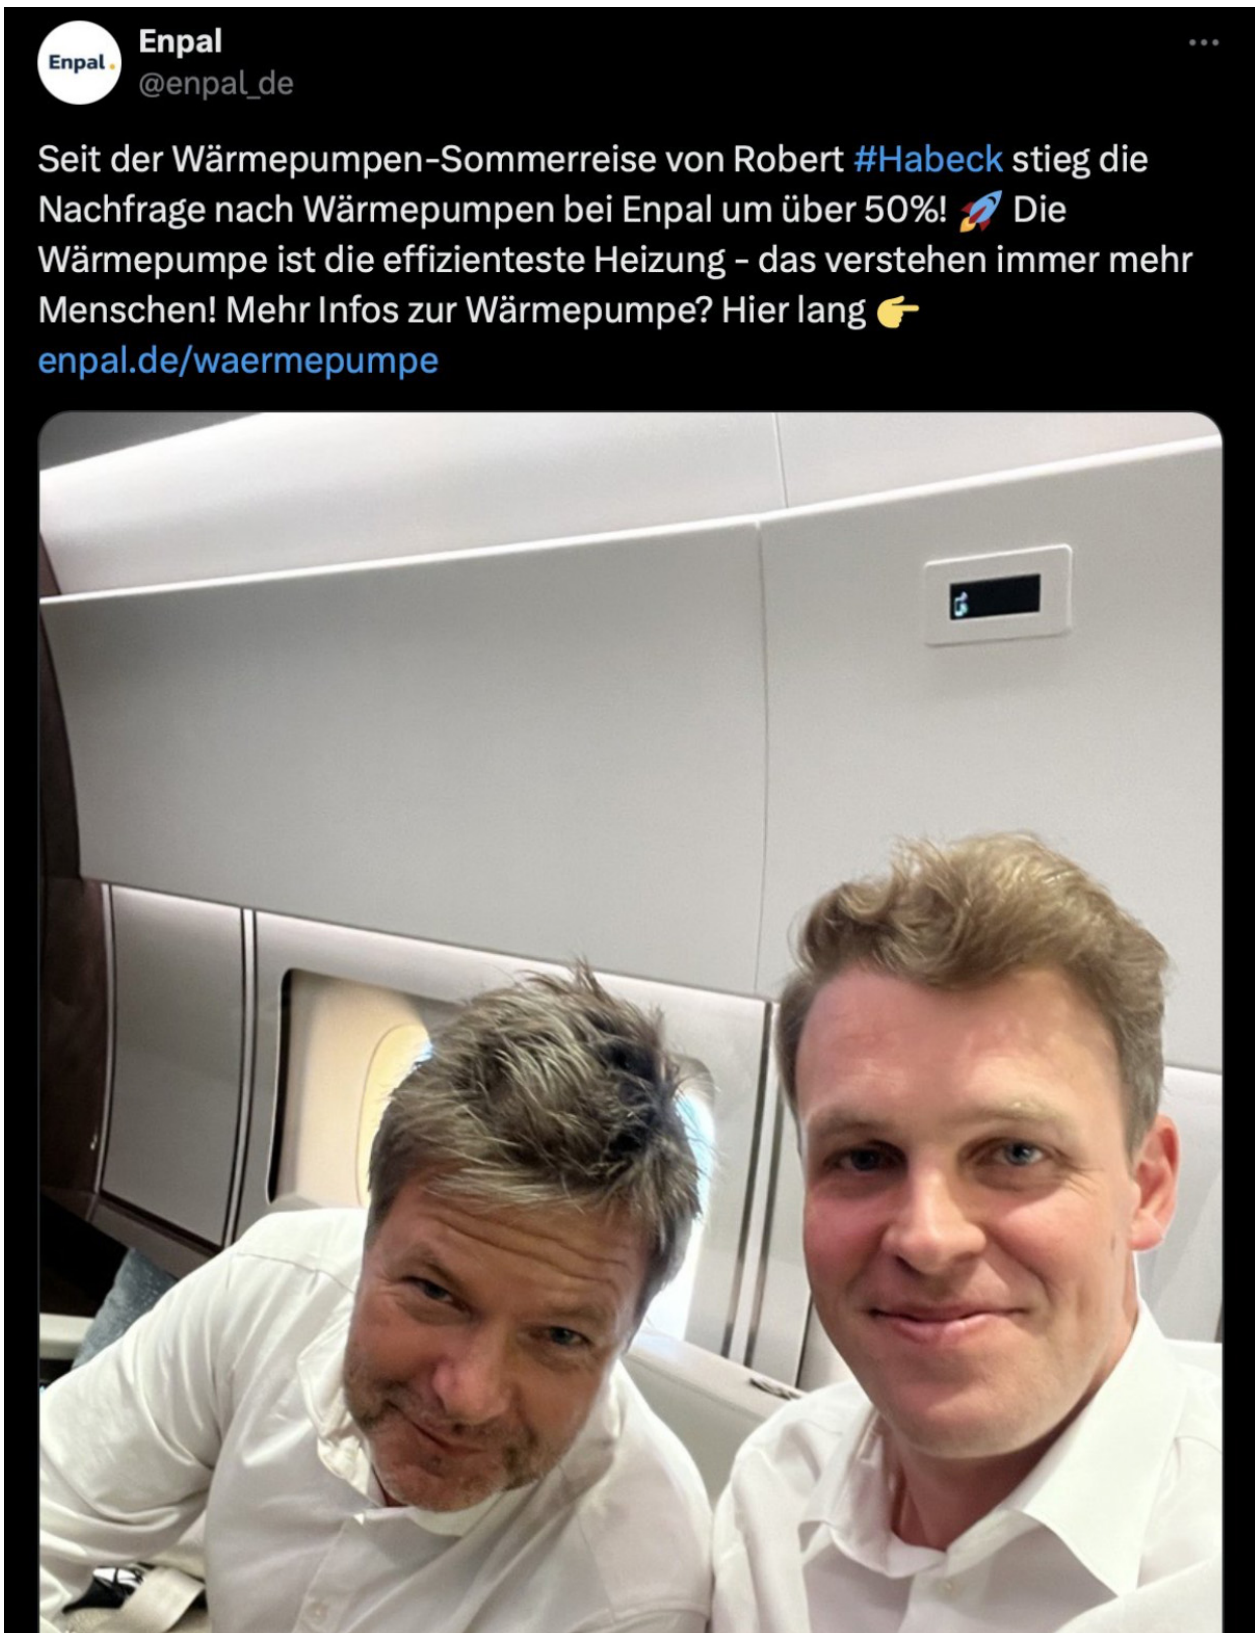 Enpal.
Enpal
@enpal_de
Seit der Wärmepumpen-Sommerreise von Robert #Habeck stieg die
Nachfrage nach Wärmepumpen bei Enpal um über 50%! 🚀 Die
Wärmepumpe ist die effizienteste Heizung - das verstehen immer mehr
Menschen! Mehr Infos zur Wärmepumpe? Hier lang 👉
enpal.de/waermepumpe